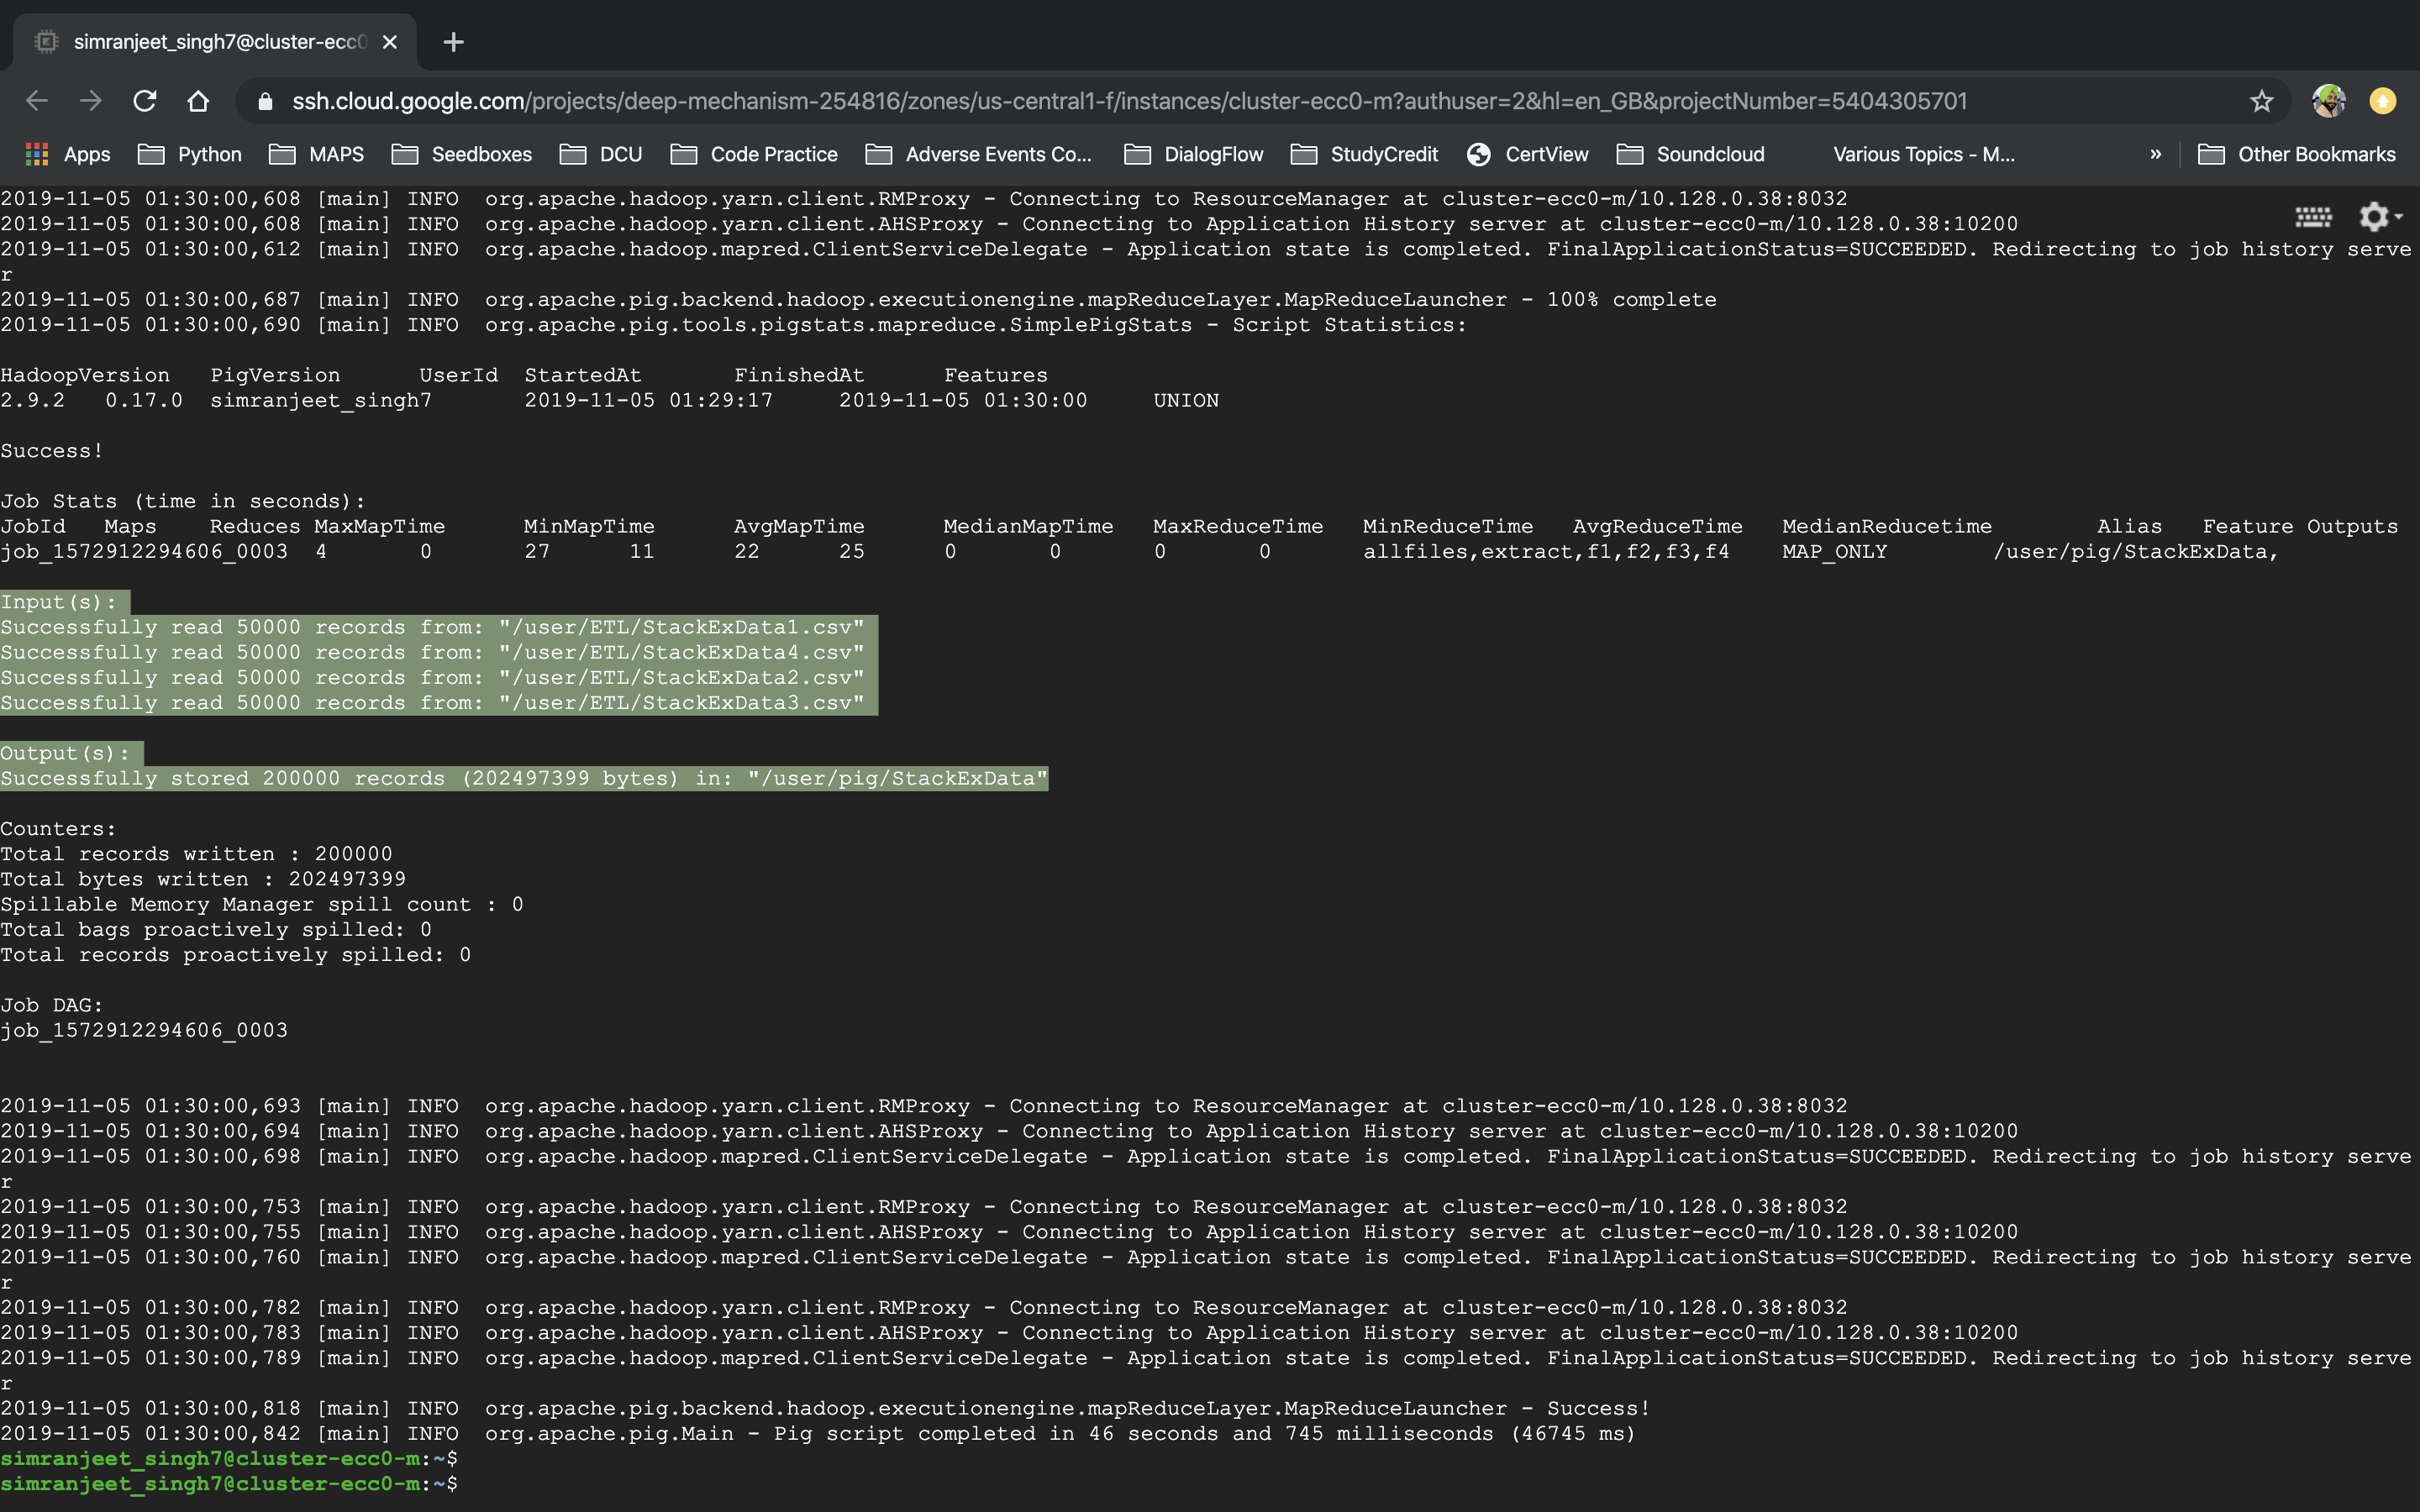 simranjeet_singh7@cluster-ecc0
ssh.cloud.google.com/projects/deep-mechanism-254816/zones/us-central1-f/instances/cluster-ecc0-m?authuser=2&hl=en_GB&projectNumber=5404305701
Apps Python MAPS Seedboxes DCU Code Practice Adverse Events Co... DialogFlow StudyCredit CertView Soundcloud Various Topics - M... » Other Bookmarks
2019-11-05 01:30:00,608 [main] INFO  org.apache.hadoop.yarn.client.RMProxy - Connecting to ResourceManager at cluster-ecc0-m/10.128.0.38:8032
2019-11-05 01:30:00,608 [main] INFO  org.apache.hadoop.yarn.client.AHSProxy - Connecting to Application History server at cluster-ecc0-m/10.128.0.38:10200
2019-11-05 01:30:00,612 [main] INFO  org.apache.hadoop.mapred.ClientServiceDelegate - Application state is completed. FinalApplicationStatus=SUCCEEDED. Redirecting to job history serve
r
2019-11-05 01:30:00,687 [main] INFO  org.apache.pig.backend.hadoop.executionengine.mapReduceLayer.MapReduceLauncher - 100% complete
2019-11-05 01:30:00,690 [main] INFO  org.apache.pig.tools.pigstats.mapreduce.SimplePigStats - Script Statistics:
HadoopVersion PigVersion UserId StartedAt FinishedAt Features
2.9.2 0.17.0 simranjeet_singh7 2019-11-05 01:29:17 2019-11-05 01:30:00 UNION
Success!
Job Stats (time in seconds):
JobId Maps Reduces MaxMapTime MinMapTime AvgMapTime MedianMapTime MaxReduceTime MinReduceTime AvgReduceTime MedianReducetime Alias Feature Outputs
job_1572912294606_0003 4 0 27 11 22 25 0 0 0 0 allfiles,extract,f1,f2,f3,f4 MAP_ONLY /user/pig/StackExData,
Input(s):
Successfully read 50000 records from: "/user/ETL/StackExData1.csv"
Successfully read 50000 records from: "/user/ETL/StackExData4.csv"
Successfully read 50000 records from: "/user/ETL/StackExData2.csv"
Successfully read 50000 records from: "/user/ETL/StackExData3.csv"
Output(s):
Successfully stored 200000 records (202497399 bytes) in: "/user/pig/StackExData"
Counters:
Total records written : 200000
Total bytes written : 202497399
Spillable Memory Manager spill count : 0
Total bags proactively spilled: 0
Total records proactively spilled: 0
Job DAG:
job_1572912294606_0003
2019-11-05 01:30:00,693 [main] INFO  org.apache.hadoop.yarn.client.RMProxy - Connecting to ResourceManager at cluster-ecc0-m/10.128.0.38:8032
2019-11-05 01:30:00,694 [main] INFO  org.apache.hadoop.yarn.client.AHSProxy - Connecting to Application History server at cluster-ecc0-m/10.128.0.38:10200
2019-11-05 01:30:00,698 [main] INFO  org.apache.hadoop.mapred.ClientServiceDelegate - Application state is completed. FinalApplicationStatus=SUCCEEDED. Redirecting to job history serve
r
2019-11-05 01:30:00,753 [main] INFO  org.apache.hadoop.yarn.client.RMProxy - Connecting to ResourceManager at cluster-ecc0-m/10.128.0.38:8032
2019-11-05 01:30:00,755 [main] INFO  org.apache.hadoop.yarn.client.AHSProxy - Connecting to Application History server at cluster-ecc0-m/10.128.0.38:10200
2019-11-05 01:30:00,760 [main] INFO  org.apache.hadoop.mapred.ClientServiceDelegate - Application state is completed. FinalApplicationStatus=SUCCEEDED. Redirecting to job history serve
r
2019-11-05 01:30:00,782 [main] INFO  org.apache.hadoop.yarn.client.RMProxy - Connecting to ResourceManager at cluster-ecc0-m/10.128.0.38:8032
2019-11-05 01:30:00,783 [main] INFO  org.apache.hadoop.yarn.client.AHSProxy - Connecting to Application History server at cluster-ecc0-m/10.128.0.38:10200
2019-11-05 01:30:00,789 [main] INFO  org.apache.hadoop.mapred.ClientServiceDelegate - Application state is completed. FinalApplicationStatus=SUCCEEDED. Redirecting to job history serve
r
2019-11-05 01:30:00,818 [main] INFO  org.apache.pig.backend.hadoop.executionengine.mapReduceLayer.MapReduceLauncher - Success!
2019-11-05 01:30:00,842 [main] INFO  org.apache.pig.Main - Pig script completed in 46 seconds and 745 milliseconds (46745 ms)
simranjeet_singh7@cluster-ecc0-m:~$
simranjeet_singh7@cluster-ecc0-m:~$